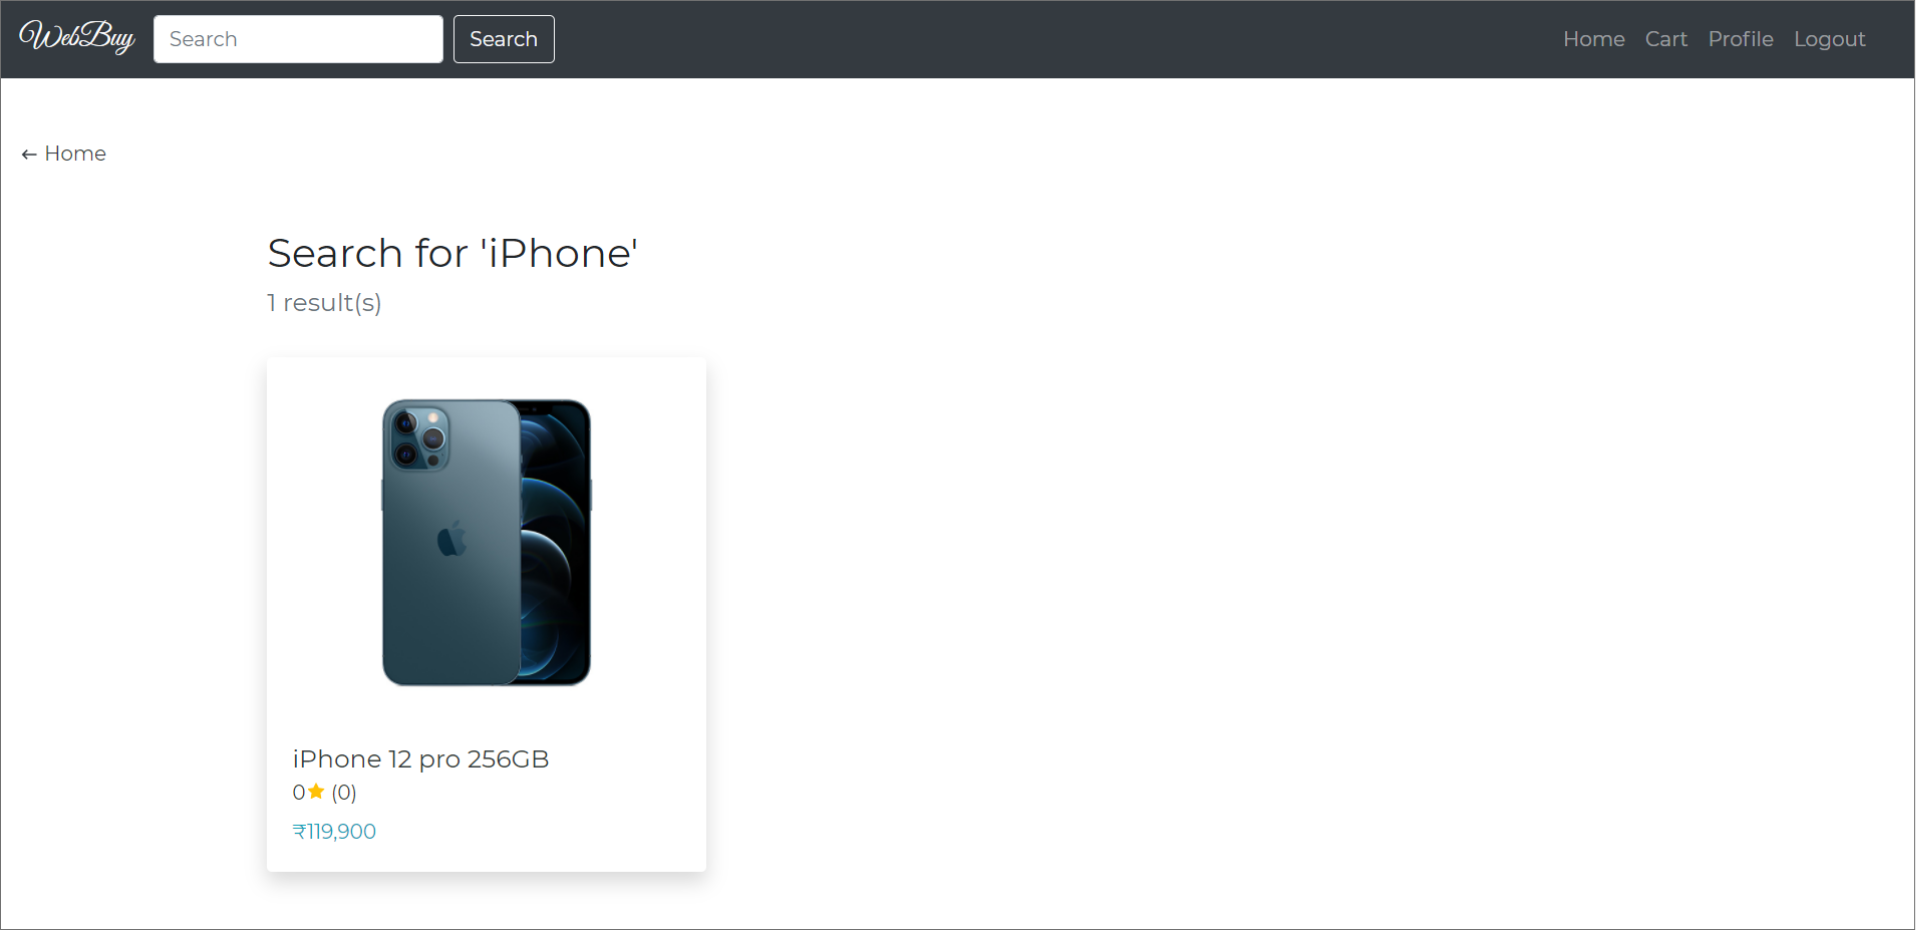 WebBuy Search Search Home Cart Profile Logout
← Home
Search for 'iPhone'
1 result(s)
iPhone 12 pro 256GB
0★ (0)
₹119,900